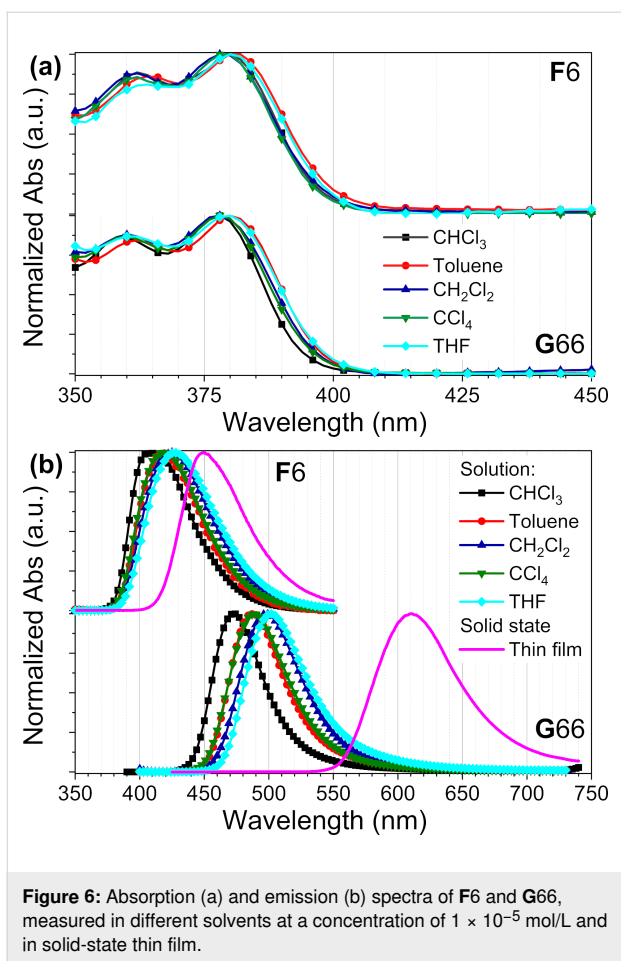 (a)
F6
Normalized Abs (a.u.)
CHCl₃
Toluene
CH₂Cl₂
CCl₄
THF
G66
350 375 400 425 450
Wavelength (nm)
(b)
F6
Normalized Abs (a.u.)
Solution:
CHCl₃
Toluene
CH₂Cl₂
CCl₄
THF
Solid state
Thin film
G66
350 400 450 500 550 600 650 700 750
Wavelength (nm)
Figure 6: Absorption (a) and emission (b) spectra of F6 and G66,
measured in different solvents at a concentration of 1 × 10⁻⁵ mol/L and
in solid-state thin film.